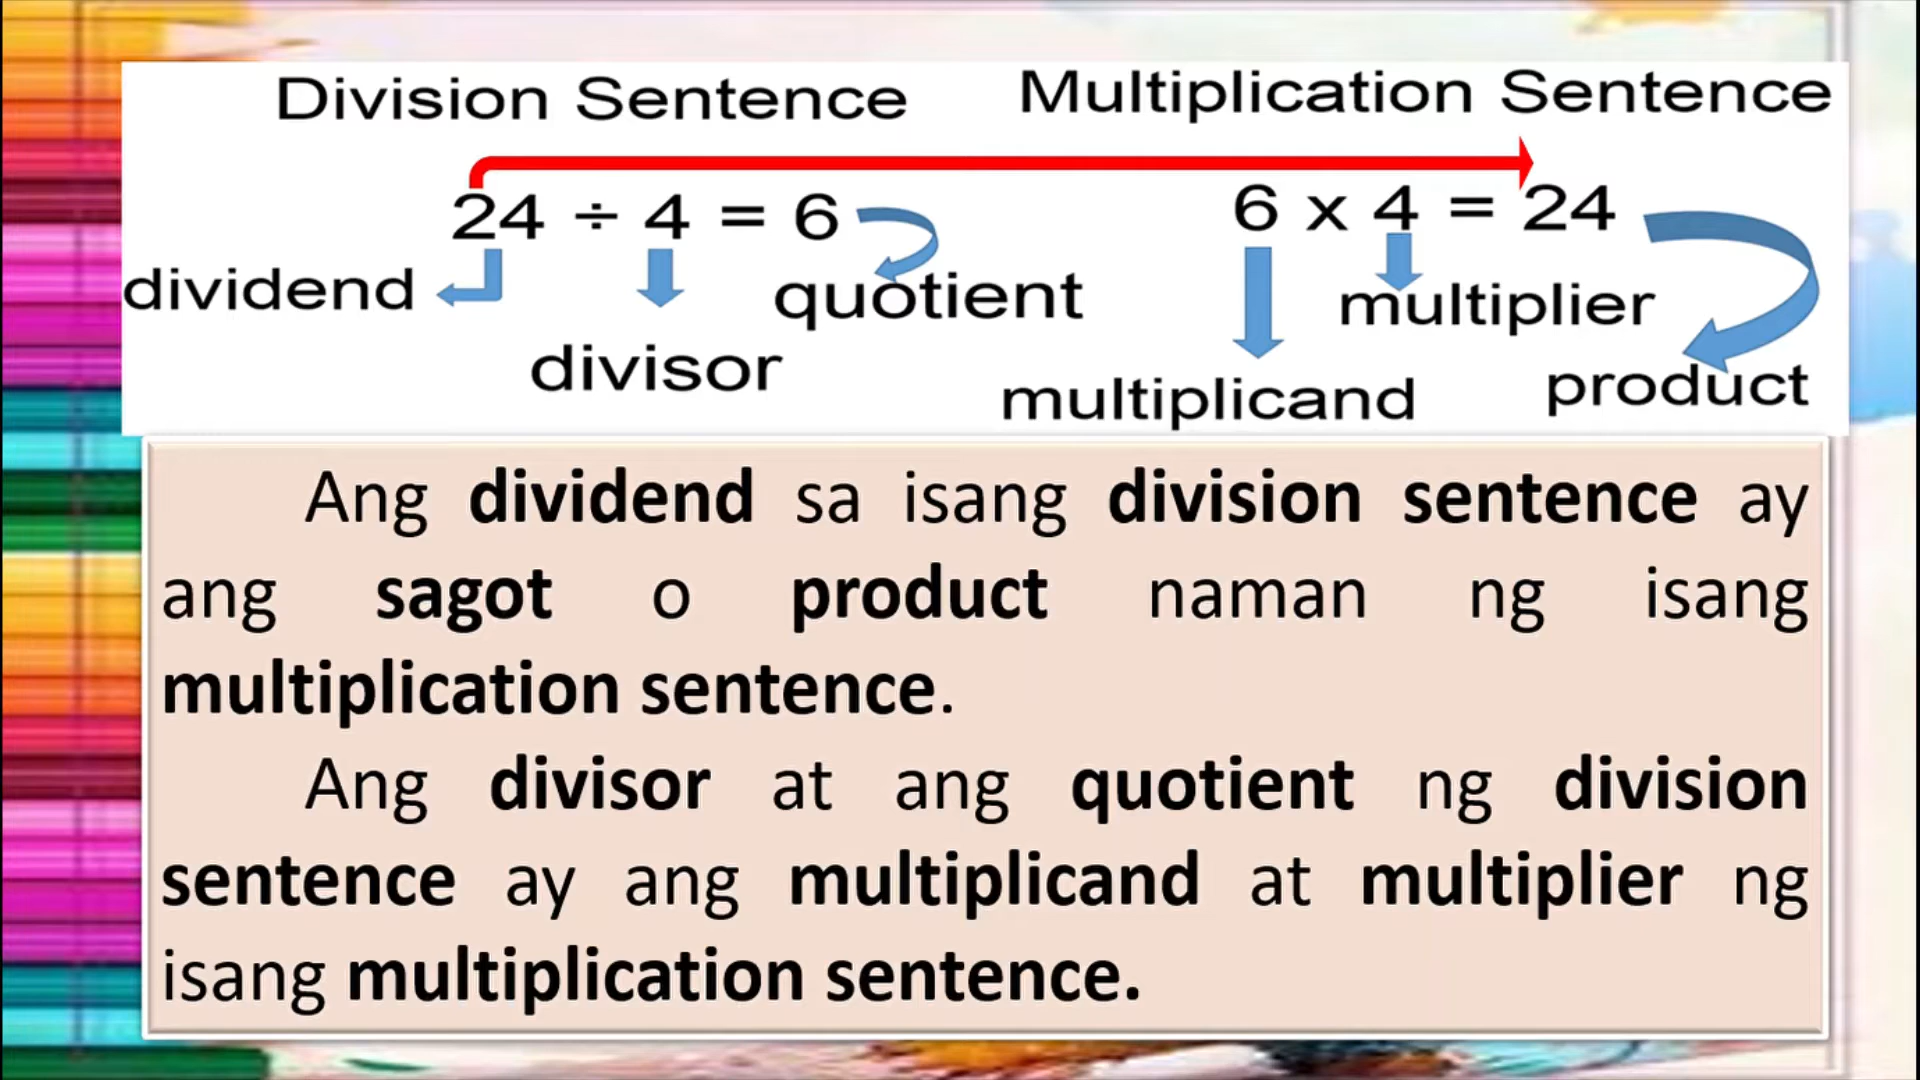 Division Sentence
Multiplication Sentence
24 ÷ 4 = 6
6 x 4 = 24
dividend
divisor
quotient
multiplicand
multiplier
product
Ang dividend sa isang division sentence ay
ang sagot o product naman ng isang
multiplication sentence.
Ang divisor at ang quotient ng division
sentence ay ang multiplicand at multiplier ng
isang multiplication sentence.